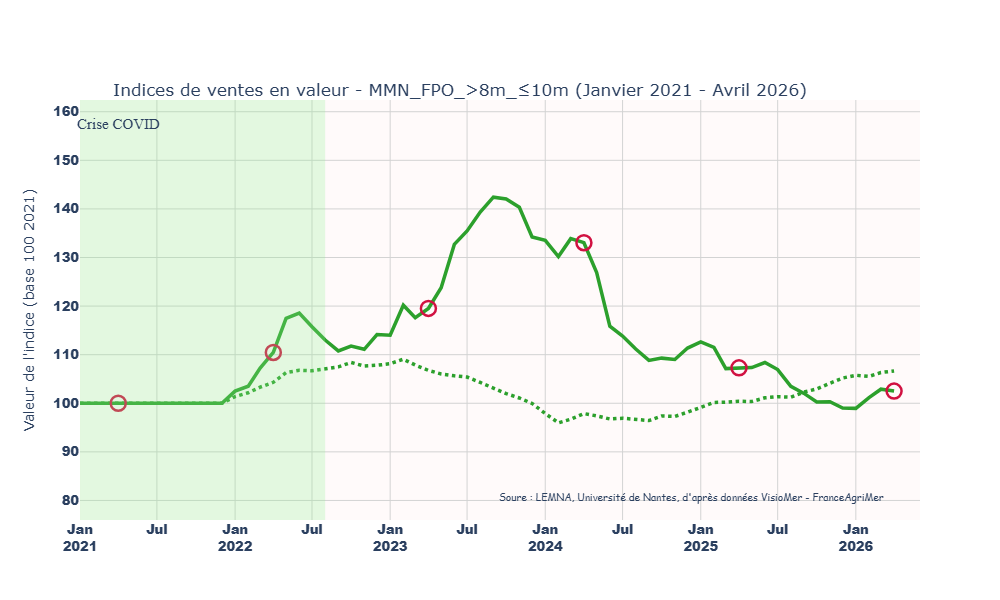 Indices de ventes en valeur - MMN_FPO_>8m_≤10m (Janvier 2021 - Avril 2026)
Valeur de l'indice (base 100 2021)
160
Crise COVID
150
140
130
120
110
100
90
80
Soure : LEMNA, Université de Nantes, d'après données VisioMer - FranceAgriMer
Jan Jul Jan Jul Jan Jul Jan Jul Jan Jul Jan
2021 2022 2023 2024 2025 2026